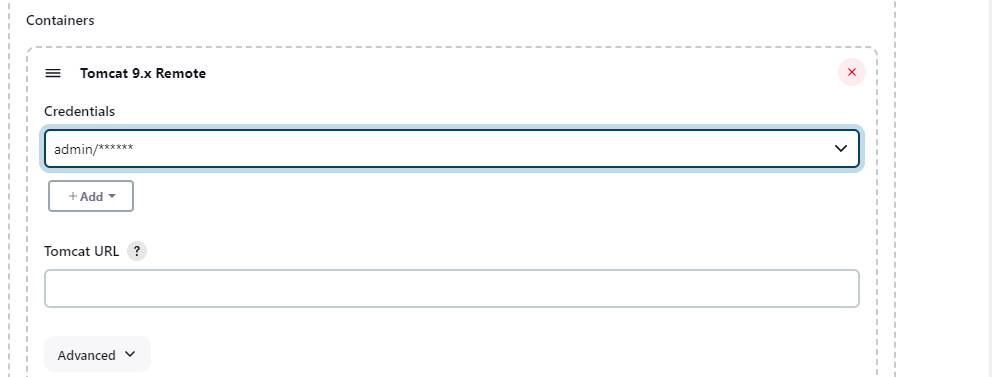 Containers
Tomcat 9.x Remote
Credentials
admin/******
+ Add
Tomcat URL ?
Advanced